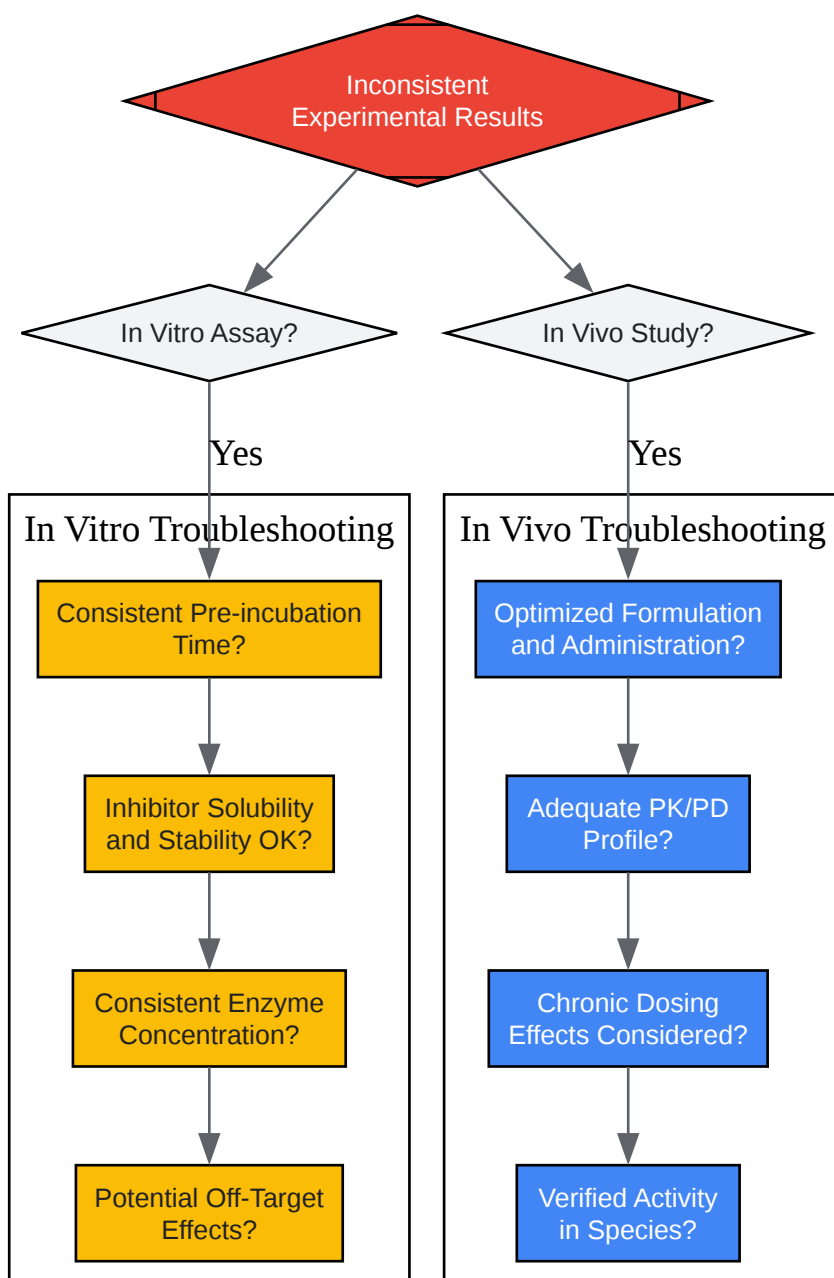 Inconsistent
Experimental Results
In Vitro Assay?
In Vivo Study?
Yes
Yes
In Vitro Troubleshooting
In Vivo Troubleshooting
Consistent Pre-incubation
Time?
Optimized Formulation
and Administration?
Inhibitor Solubility
and Stability OK?
Adequate PK/PD
Profile?
Consistent Enzyme
Concentration?
Chronic Dosing
Effects Considered?
Potential Off-Target
Effects?
Verified Activity
in Species?